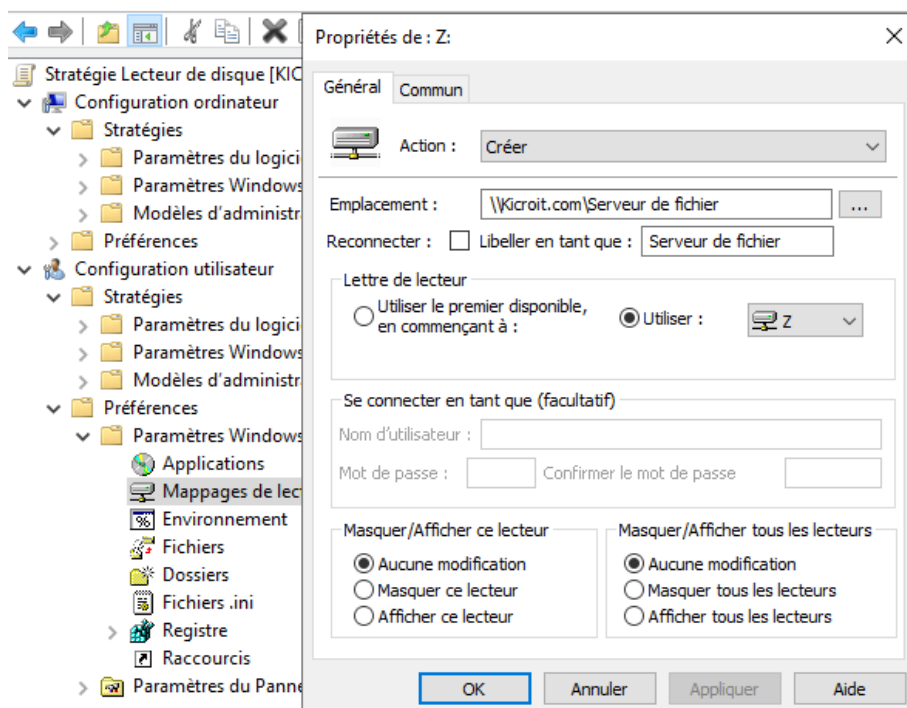 Stratégie Lecteur de disque [KIC
Configuration ordinateur
Stratégies
Paramètres du logici
Paramètres Windows
Modèles d'administr
Préférences
Configuration utilisateur
Stratégies
Paramètres du logici
Paramètres Windows
Modèles d'administr
Préférences
Paramètres Windows
Applications
Mappages de lec
Environnement
Fichiers
Dossiers
Fichiers .ini
Registre
Raccourcis
Paramètres du Panne
Propriétés de : Z:
Général Commun
Action : Créer
Emplacement : \\Kicroit.com\Serveur de fichier ...
Reconnecter : Libeller en tant que : Serveur de fichier
Lettre de lecteur
Utiliser le premier disponible,
en commençant à :
Utiliser : Z
Se connecter en tant que (facultatif)
Nom d'utilisateur :
Mot de passe : Confirmer le mot de passe
Masquer/Afficher ce lecteur
Aucune modification
Masquer ce lecteur
Afficher ce lecteur
Masquer/Afficher tous les lecteurs
Aucune modification
Masquer tous les lecteurs
Afficher tous les lecteurs
OK Annuler Appliquer Aide